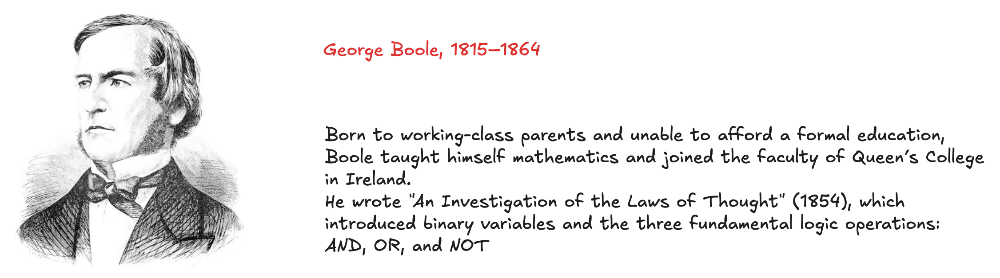 George Boole, 1815–1864
Born to working-class parents and unable to afford a formal education,
Boole taught himself mathematics and joined the faculty of Queen's College
in Ireland.
He wrote "An Investigation of the Laws of Thought" (1854), which
introduced binary variables and the three fundamental logic operations:
AND, OR, and NOT